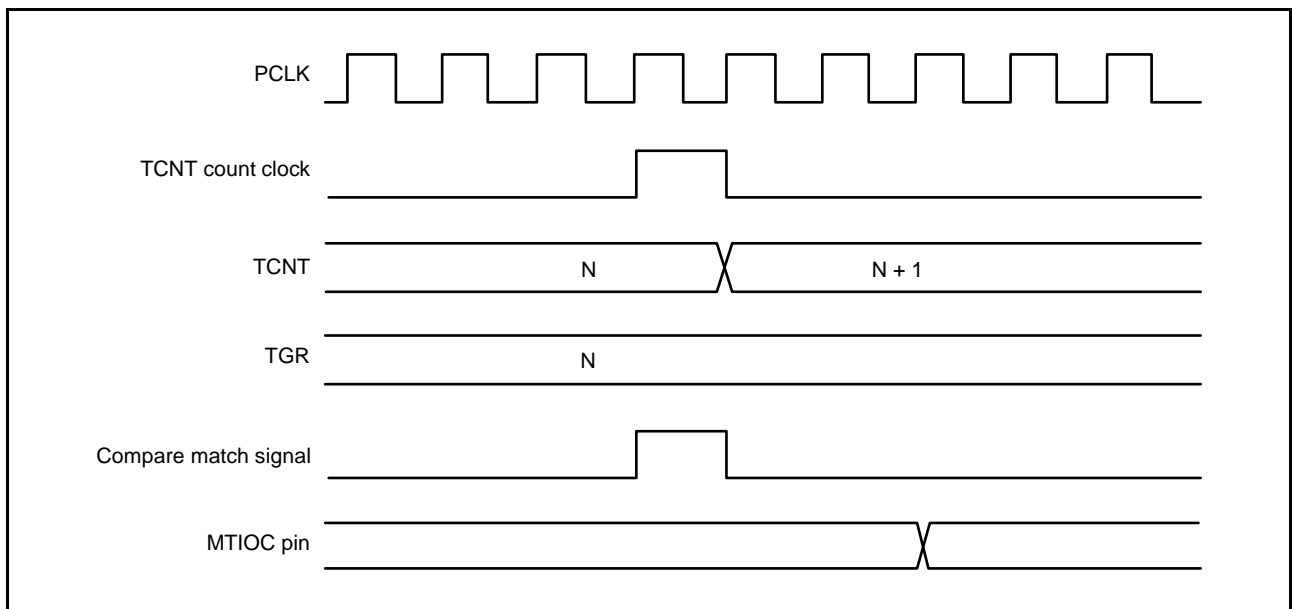 PCLK
TCNT count clock
TCNT
N
N + 1
TGR
N
Compare match signal
MTIOC pin